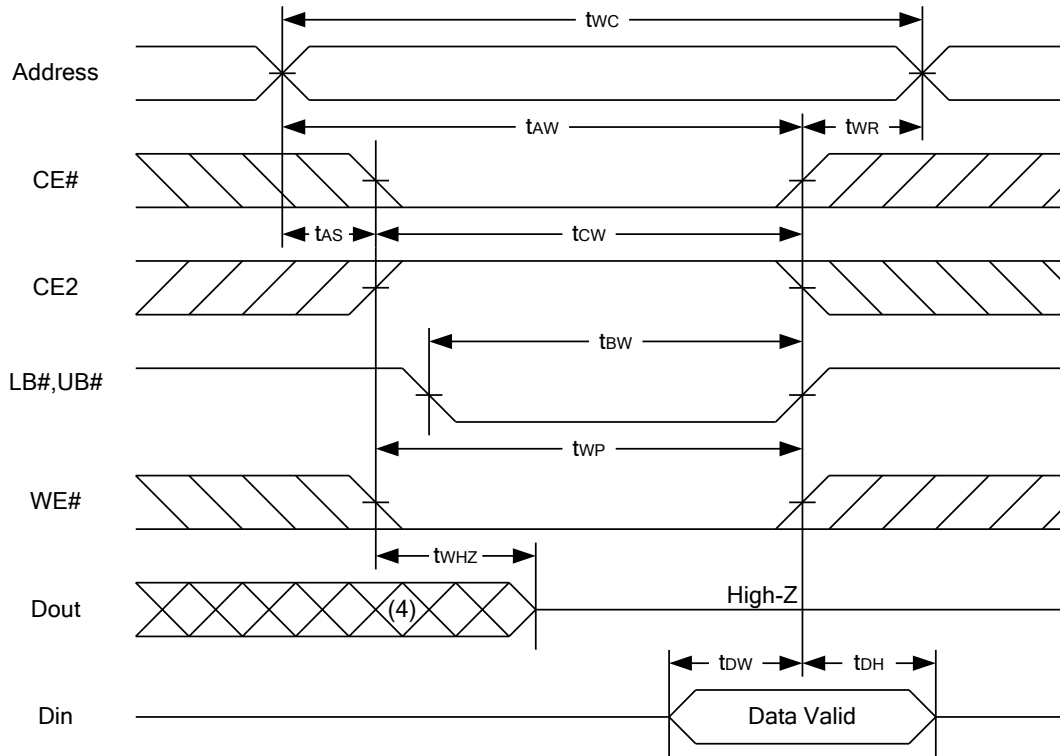 tWC
Address
tAW
tWR
CE#
tAS
tCW
CE2
tBW
LB#,UB#
tWP
WE#
tWHZ
Dout
(4)
High-Z
tDW
tDH
Din
Data Valid